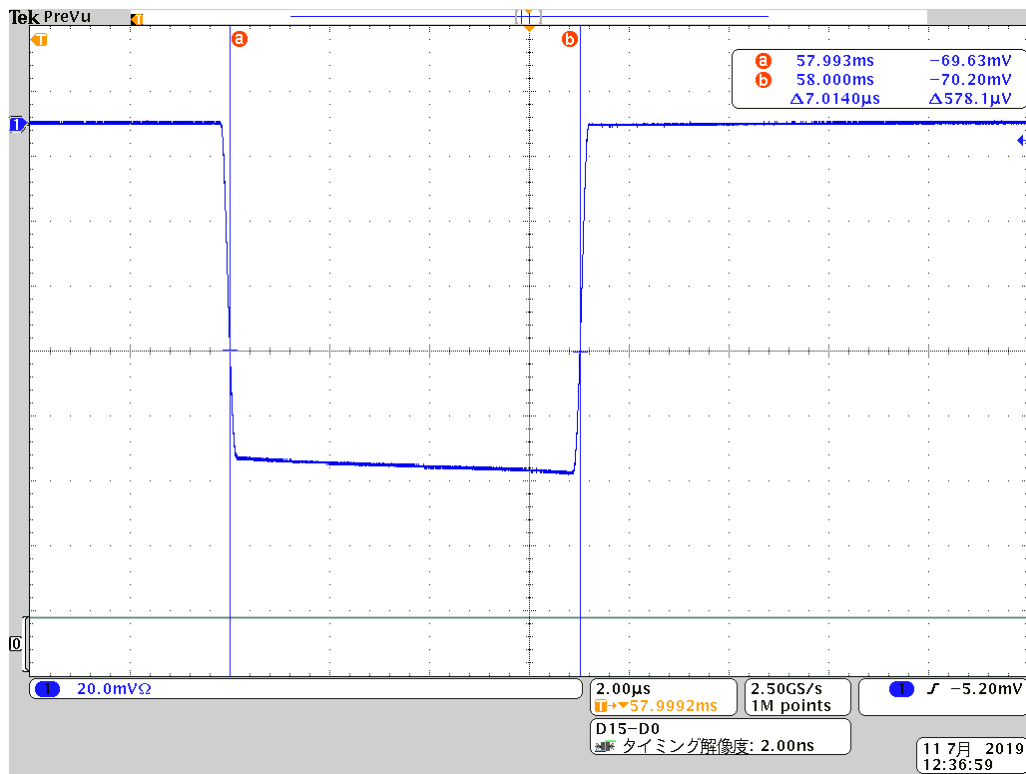 Tek PreVu
T
T
a
b
a 57.993ms −69.63mV
b 58.000ms −70.20mV
Δ7.0140µs Δ578.1µV
1
0
1 20.0mVΩ
2.00µs
T→▼57.9992ms
2.50GS/s
1M points
1 −5.20mV
D15−D0
タイミング解像度: 2.00ns
11 7月 2019
12:36:59